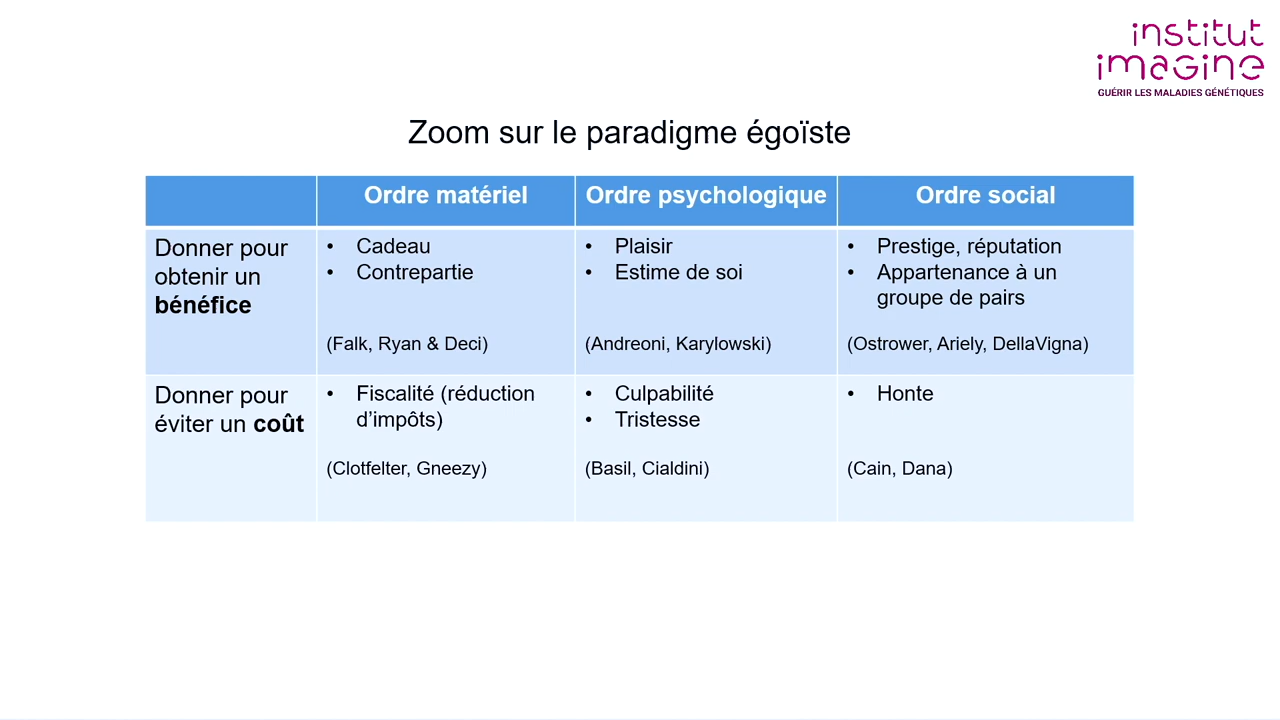 institut
imagine
GUÉRIR LES MALADIES GÉNÉTIQUES
Zoom sur le paradigme égoïste
Ordre matériel
Ordre psychologique
Ordre social
Donner pour
obtenir un
bénéfice
• Cadeau
• Contrepartie
(Falk, Ryan & Deci)
• Plaisir
• Estime de soi
(Andreoni, Karylowski)
• Prestige, réputation
• Appartenance à un
groupe de pairs
(Ostrower, Ariely, DellaVigna)
Donner pour
éviter un coût
• Fiscalité (réduction
d’impôts)
(Clotfelter, Gneezy)
• Culpabilité
• Tristesse
(Basil, Cialdini)
• Honte
(Cain, Dana)